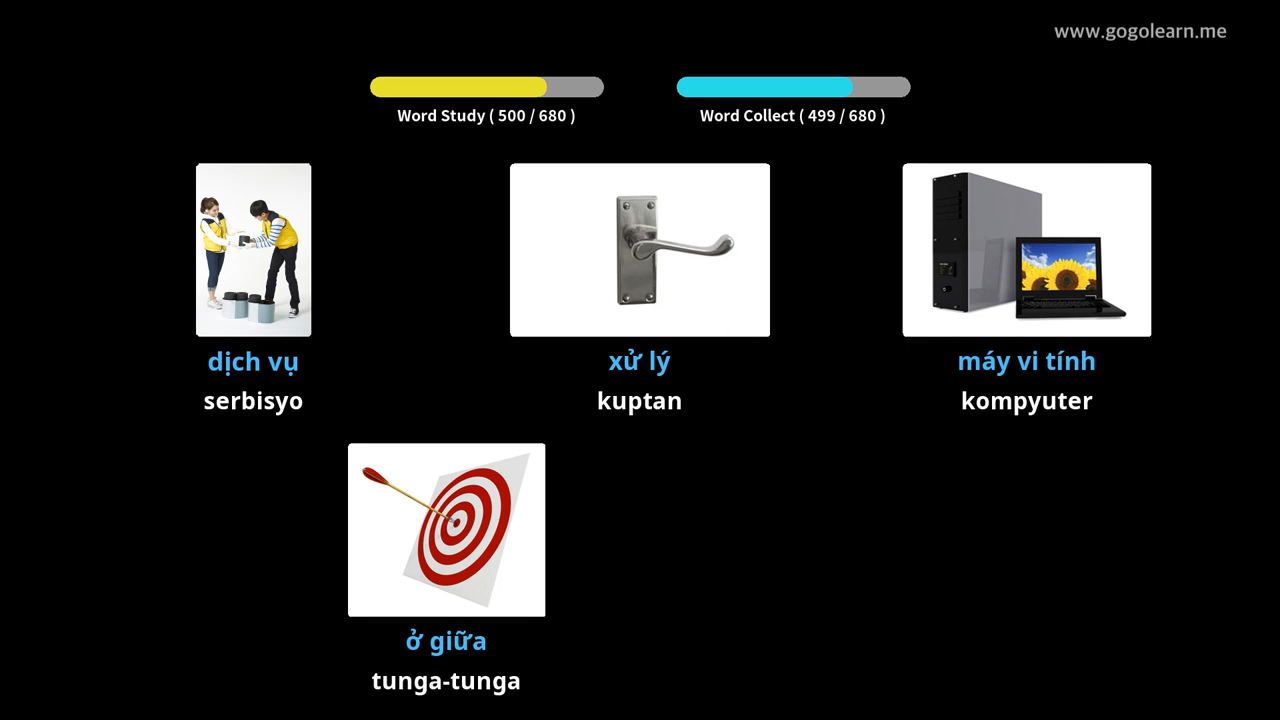 www.gogolearn.me
Word Study ( 500 / 680 )
Word Collect ( 499 / 680 )
dịch vụ
serbisyo
xử lý
kuptan
máy vi tính
kompyuter
ở giữa
tunga-tunga